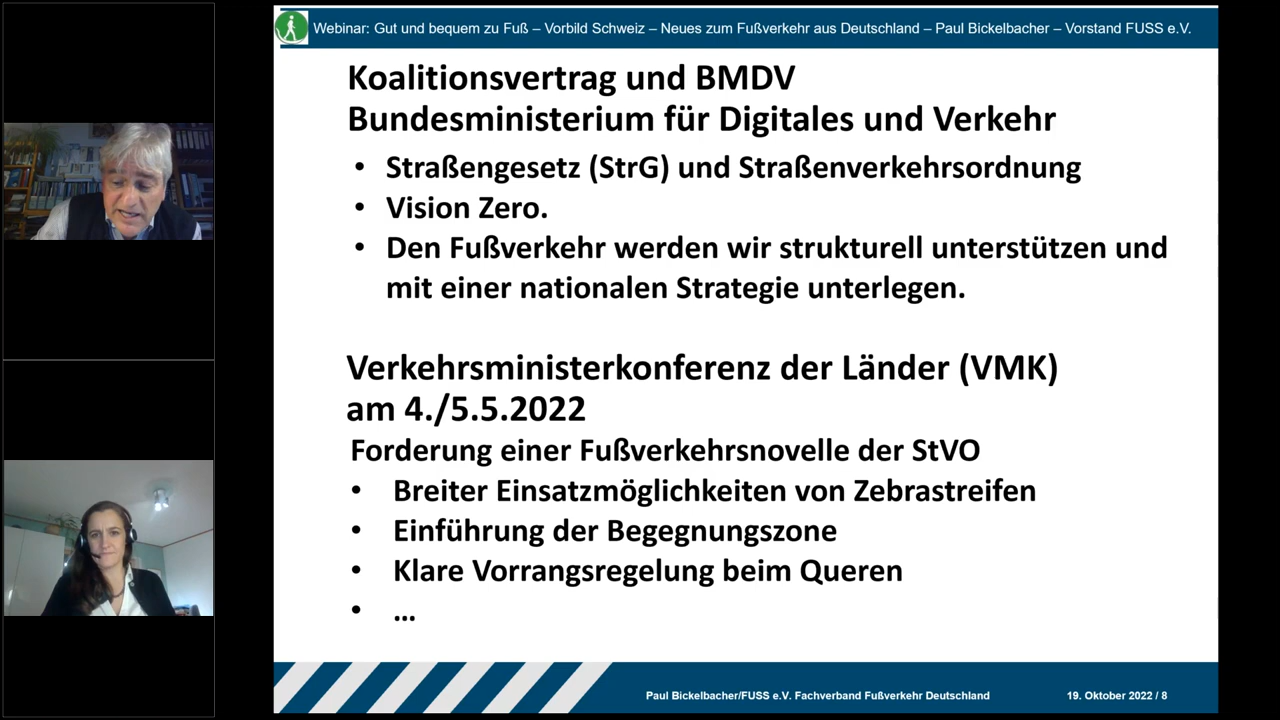 Webinar: Gut und bequem zu Fuß – Vorbild Schweiz – Neues zum Fußverkehr aus Deutschland – Paul Bickelbacher – Vorstand FUSS e.V.
Koalitionsvertrag und BMDV
Bundesministerium für Digitales und Verkehr
• Straßengesetz (StrG) und Straßenverkehrsordnung
• Vision Zero.
• Den Fußverkehr werden wir strukturell unterstützen und
mit einer nationalen Strategie unterlegen.
Verkehrsministerkonferenz der Länder (VMK)
am 4./5.5.2022
Forderung einer Fußverkehrsnovelle der StVO
• Breiter Einsatzmöglichkeiten von Zebrastreifen
• Einführung der Begegnungszone
• Klare Vorrangsregelung beim Queren
• ...
Paul Bickelbacher/FUSS e.V. Fachverband Fußverkehr Deutschland
19. Oktober 2022 / 8